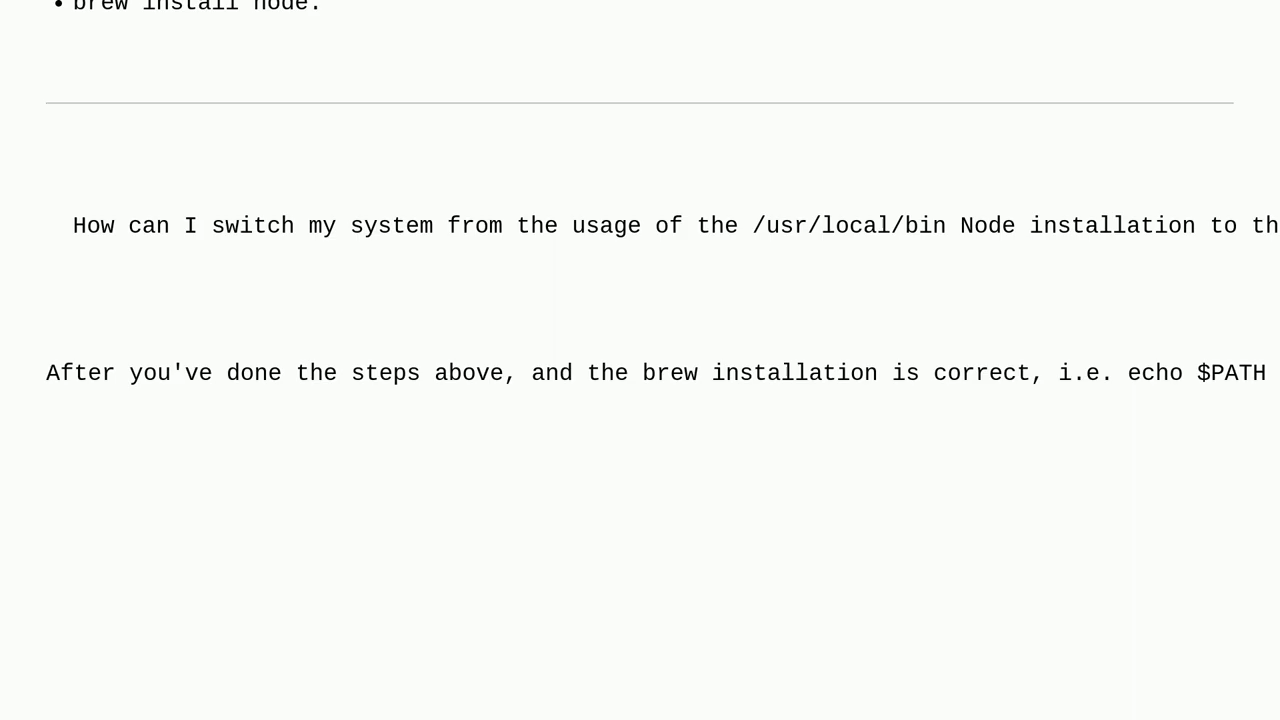 • brew install node.
How can I switch my system from the usage of the /usr/local/bin Node installation to th
After you've done the steps above, and the brew installation is correct, i.e. echo $PATH